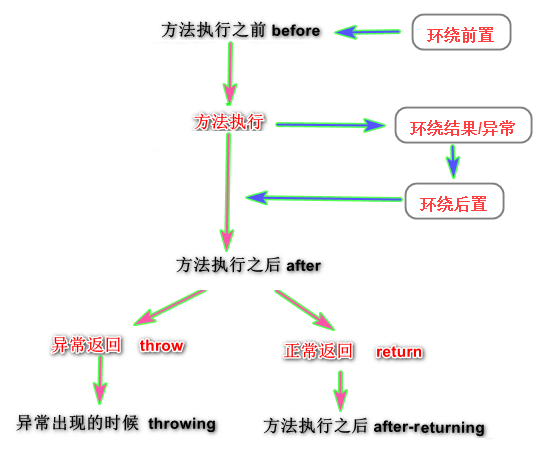 方法执行之前 before
环绕前置
方法执行
环绕结果/异常
环绕后置
方法执行之后 after
异常返回 throw
正常返回 return
异常出现的时候 throwing
方法执行之后 after-returning